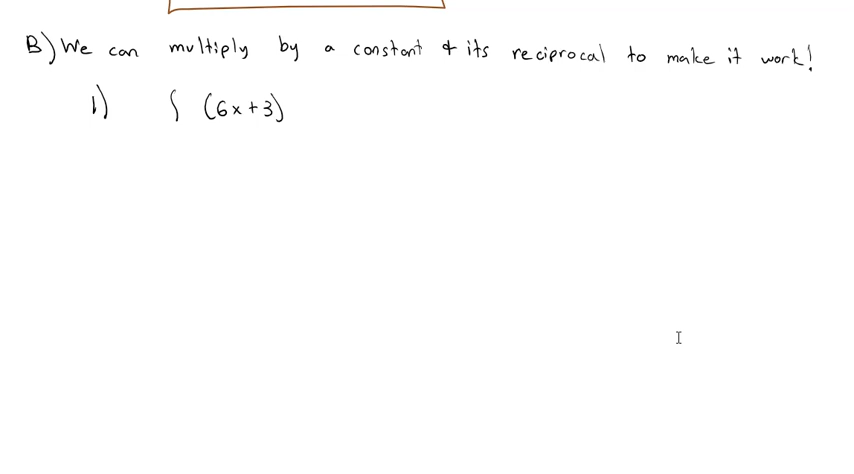 B) We can multiply by a constant & its reciprocal to make it work!
1) ∫ (6x+3)